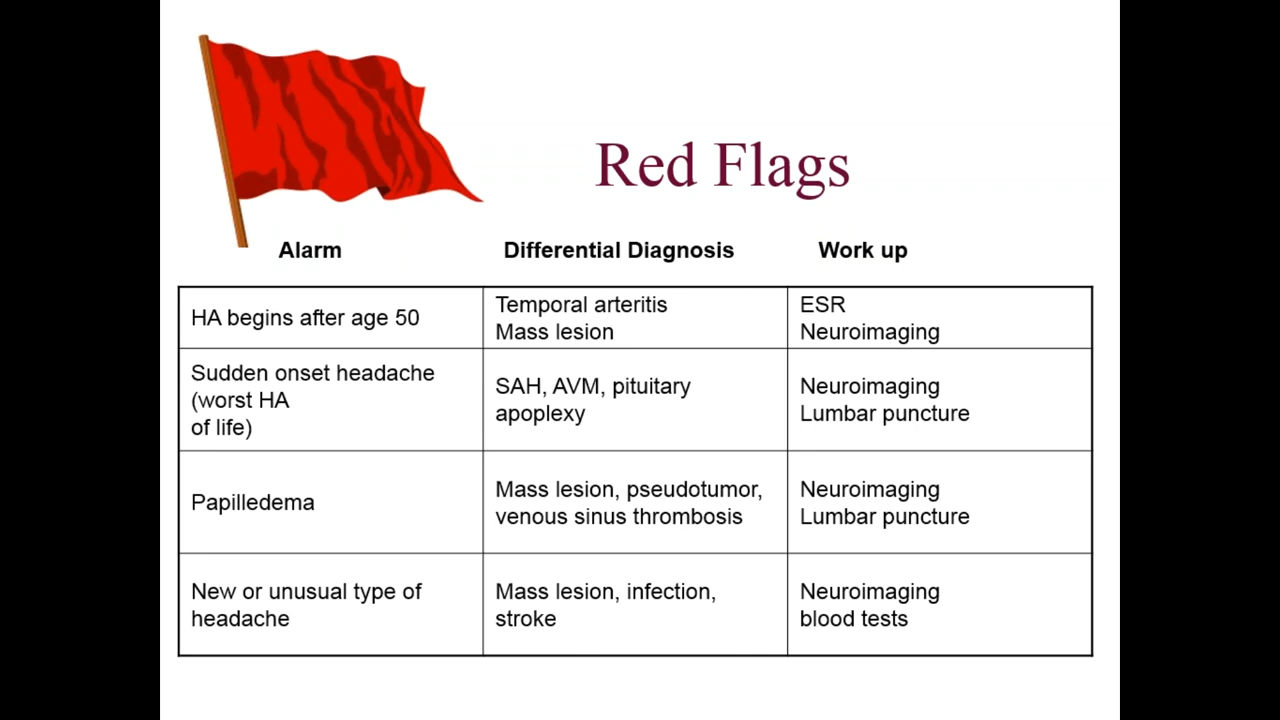 Red Flags
Alarm Differential Diagnosis Work up
HA begins after age 50
Temporal arteritis
Mass lesion
ESR
Neuroimaging
Sudden onset headache
(worst HA
of life)
SAH, AVM, pituitary
apoplexy
Neuroimaging
Lumbar puncture
Papilledema
Mass lesion, pseudotumor,
venous sinus thrombosis
Neuroimaging
Lumbar puncture
New or unusual type of
headache
Mass lesion, infection,
stroke
Neuroimaging
blood tests